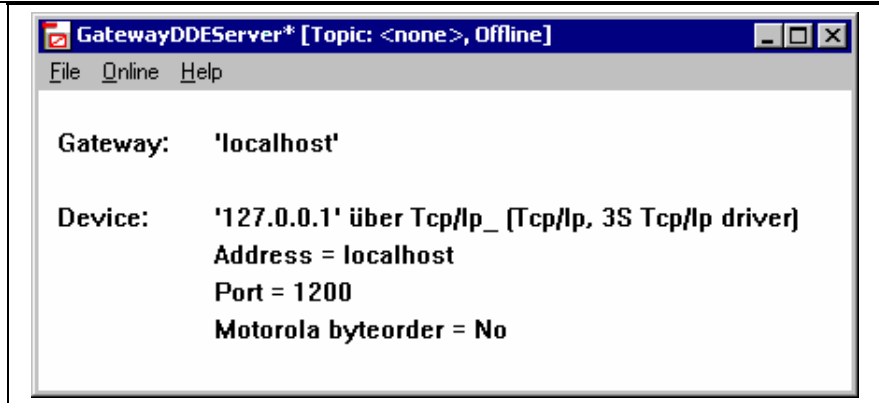 GatewayDDEServer* [Topic: <none>, Offline]
File Online Help
Gateway: 'localhost'
Device: '127.0.0.1' über Tcp/Ip_ (Tcp/Ip, 3S Tcp/Ip driver)
Address = localhost
Port = 1200
Motorola byteorder = No